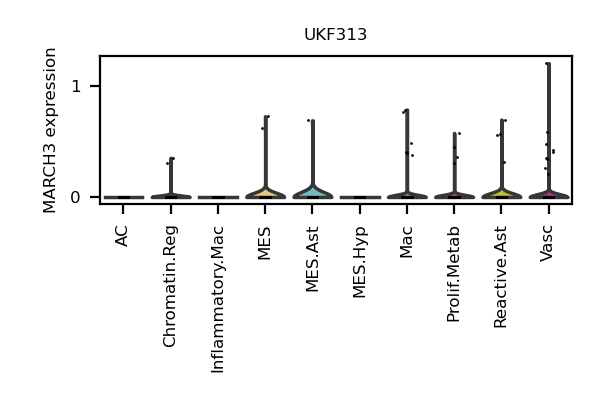 UKF313
MARCH3 expression
1
0
AC
Chromatin.Reg
Inflammatory.Mac
MES
MES.Ast
MES.Hyp
Mac
Prolif.Metab
Reactive.Ast
Vasc